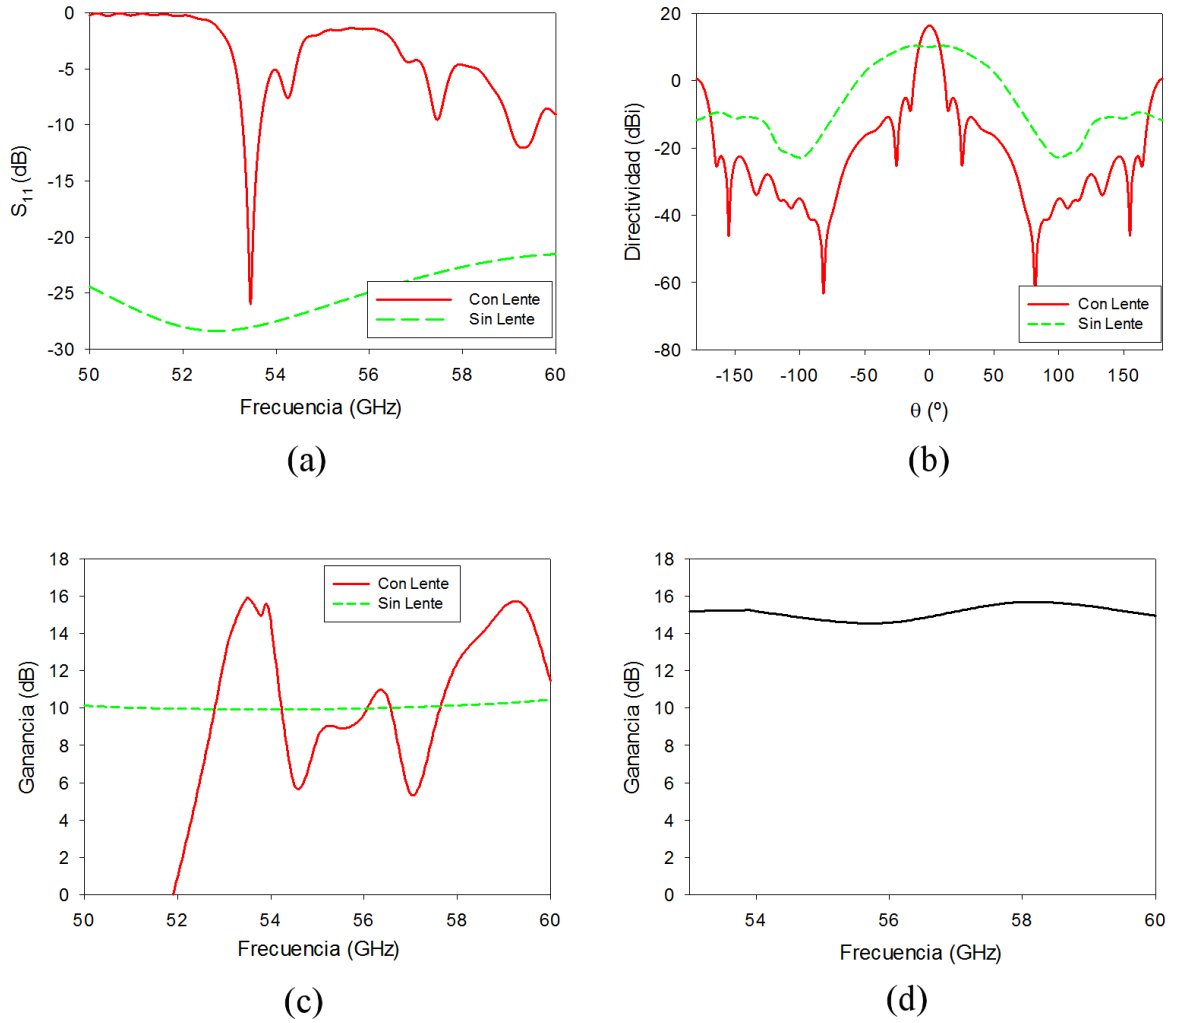 0
-5
-10
-15
-20
-25
-30
S11 (dB)
Con Lente
Sin Lente
50 52 54 56 58 60
Frecuencia (GHz)
(a)
20
0
-20
-40
-60
-80
Directividad (dBi)
Con Lente
Sin Lente
-150 -100 -50 0 50 100 150
θ (º)
(b)
18
16
14
12
10
8
6
4
2
0
Ganancia (dB)
Con Lente
Sin Lente
50 52 54 56 58 60
Frecuencia (GHz)
(c)
18
16
14
12
10
8
6
4
2
0
Ganancia (dB)
54 56 58 60
Frecuencia (GHz)
(d)